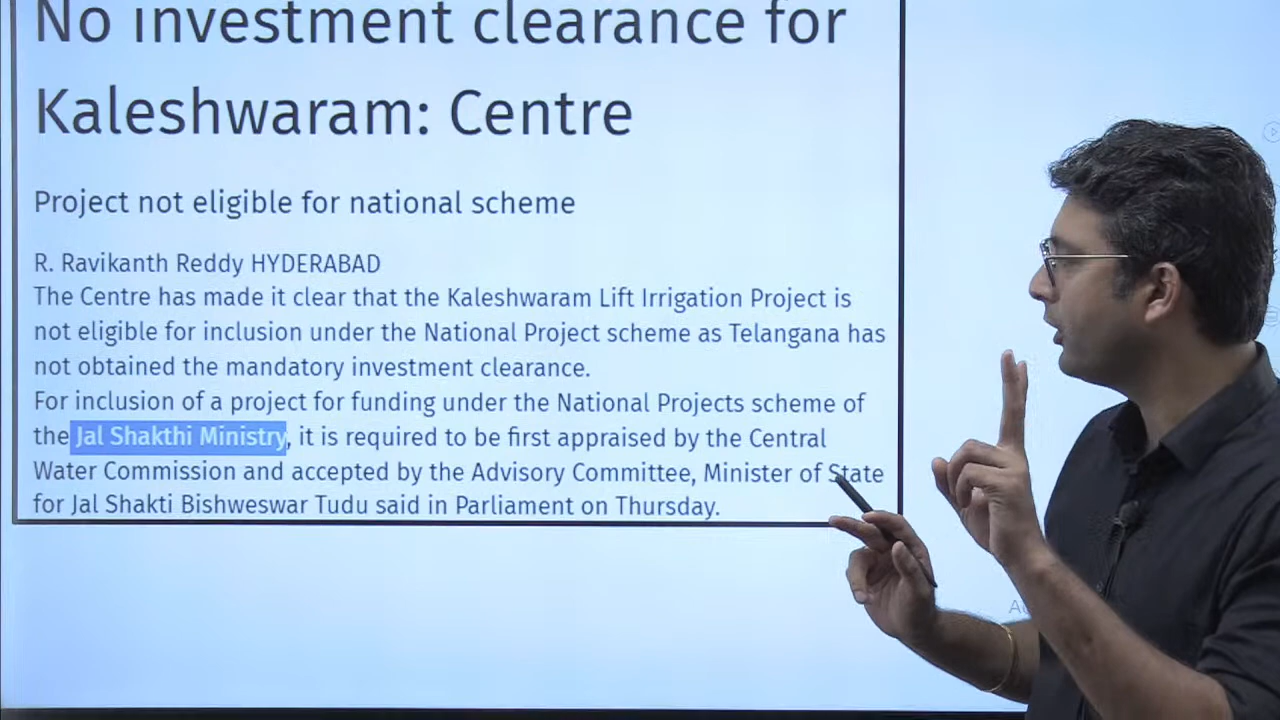 No investment clearance for
Kaleshwaram: Centre
Project not eligible for national scheme
R. Ravikanth Reddy HYDERABAD
The Centre has made it clear that the Kaleshwaram Lift Irrigation Project is
not eligible for inclusion under the National Project scheme as Telangana has
not obtained the mandatory investment clearance.
For inclusion of a project for funding under the National Projects scheme of
the Jal Shakthi Ministry, it is required to be first appraised by the Central
Water Commission and accepted by the Advisory Committee, Minister of State
for Jal Shakti Bishweswar Tudu said in Parliament on Thursday.